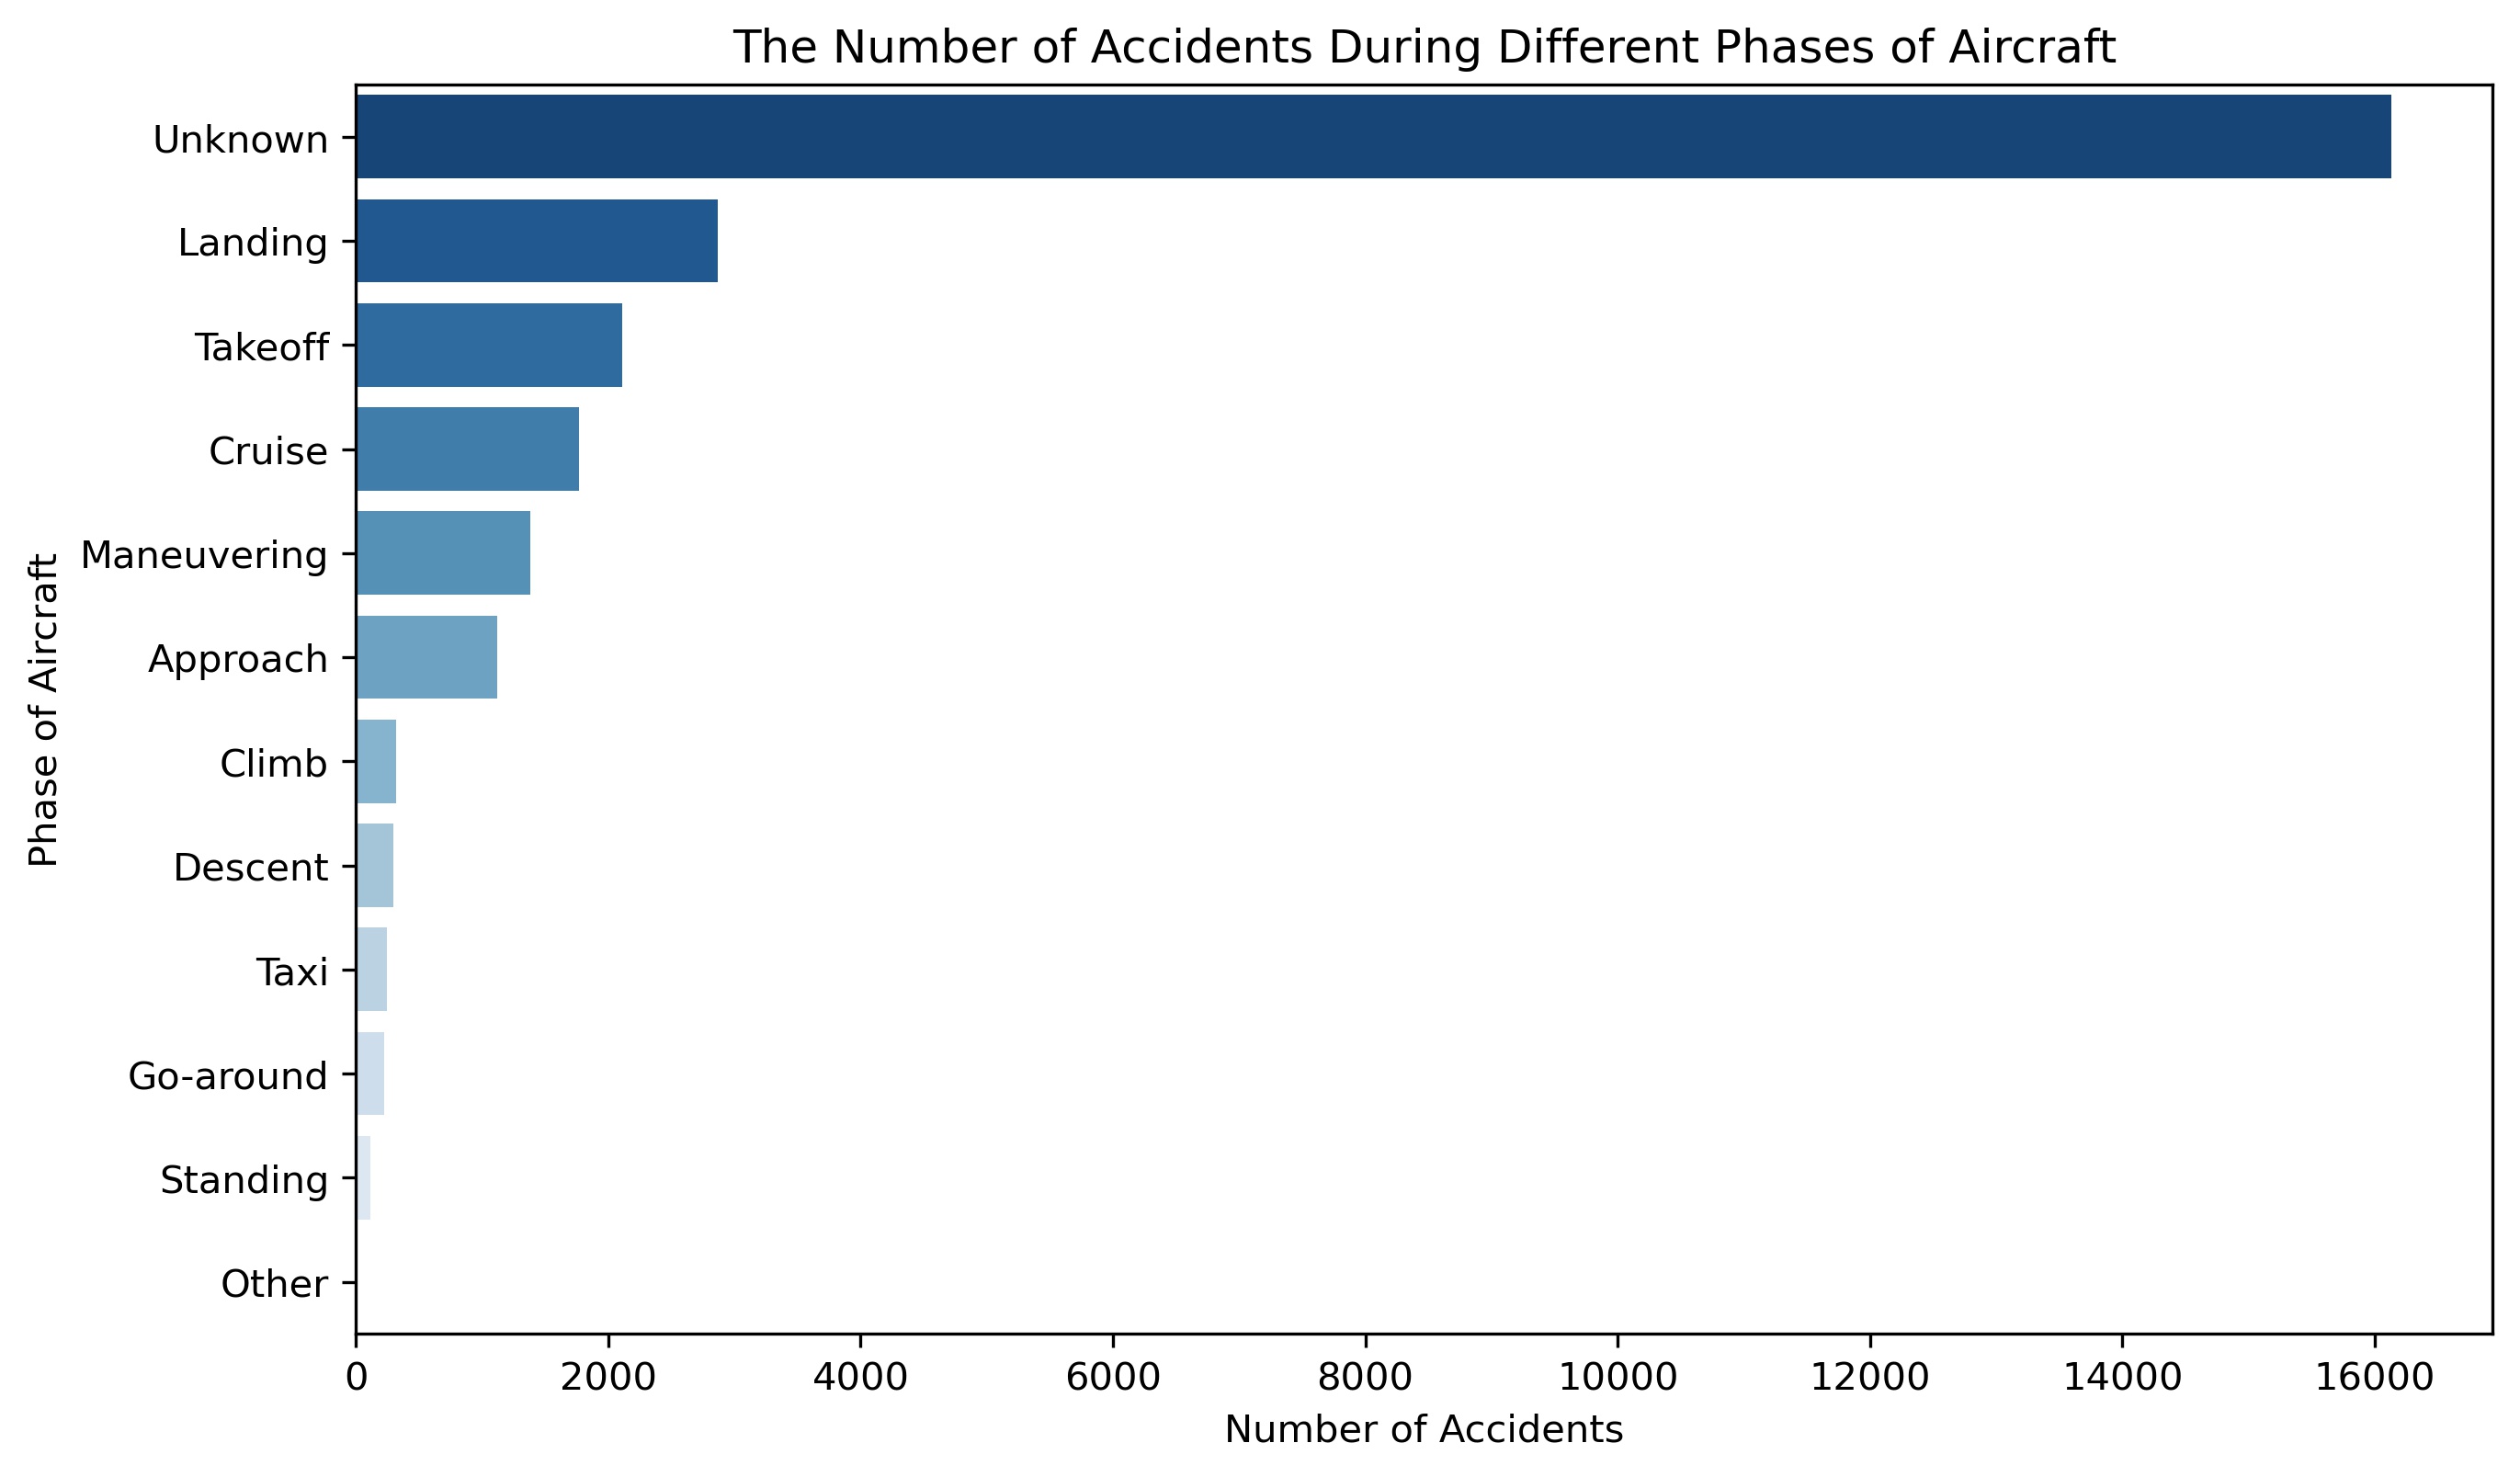 The Number of Accidents During Different Phases of Aircraft
Phase of Aircraft
Unknown
Landing
Takeoff
Cruise
Maneuvering
Approach
Climb
Descent
Taxi
Go-around
Standing
Other
0 2000 4000 6000 8000 10000 12000 14000 16000
Number of Accidents